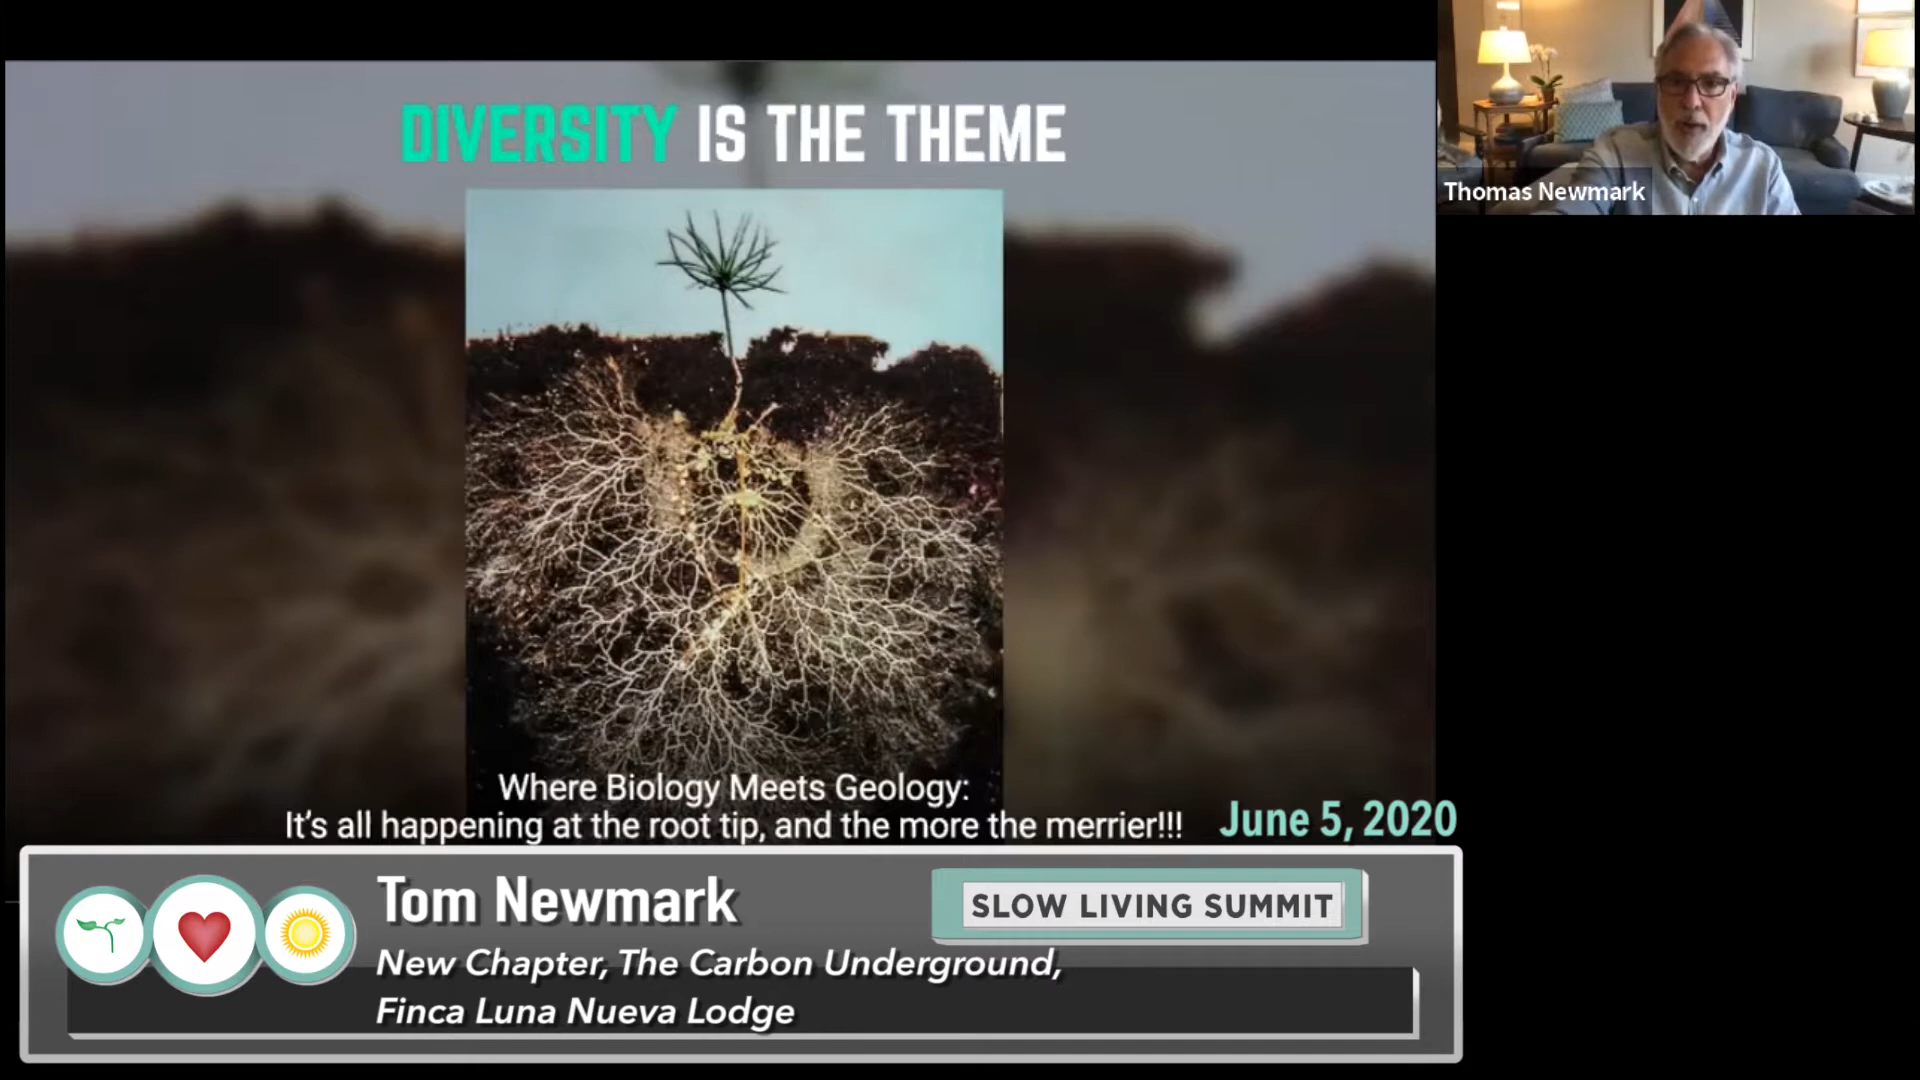 DIVERSITY IS THE THEME
Thomas Newmark
Where Biology Meets Geology:
It's all happening at the root tip, and the more the merrier!!!
June 5, 2020
Tom Newmark
SLOW LIVING SUMMIT
New Chapter, The Carbon Underground,
Finca Luna Nueva Lodge